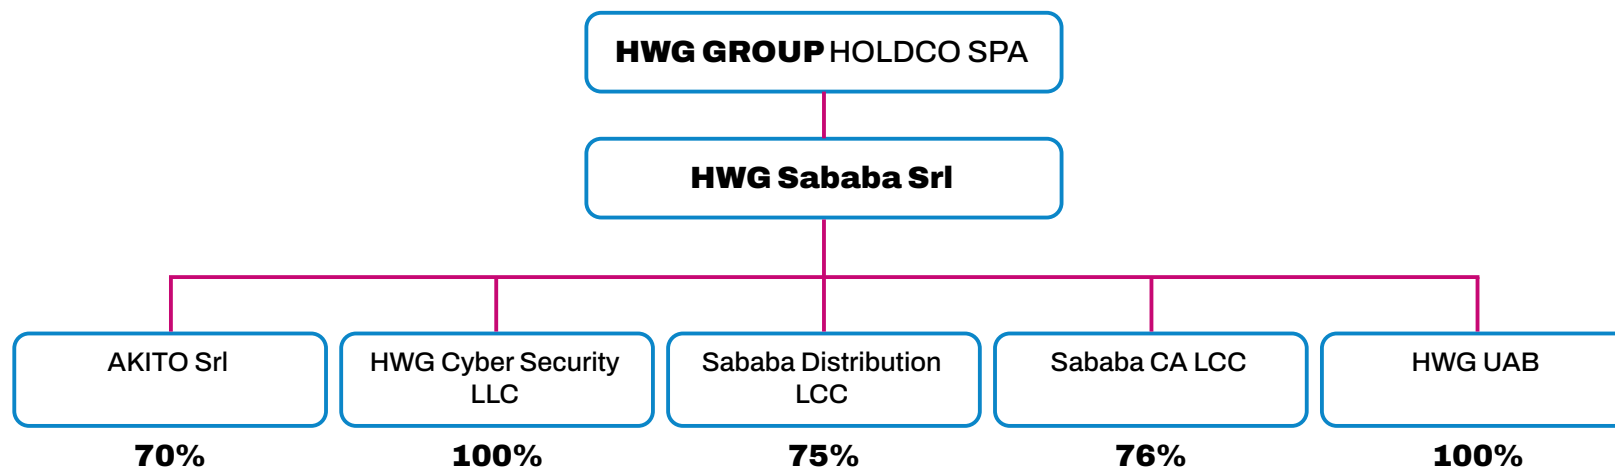 HWG GROUP HOLDCO SPA
HWG Sababa Srl
AKITO Srl
HWG Cyber Security
LLC
Sababa Distribution
LCC
Sababa CA LCC
HWG UAB
70%
100%
75%
76%
100%